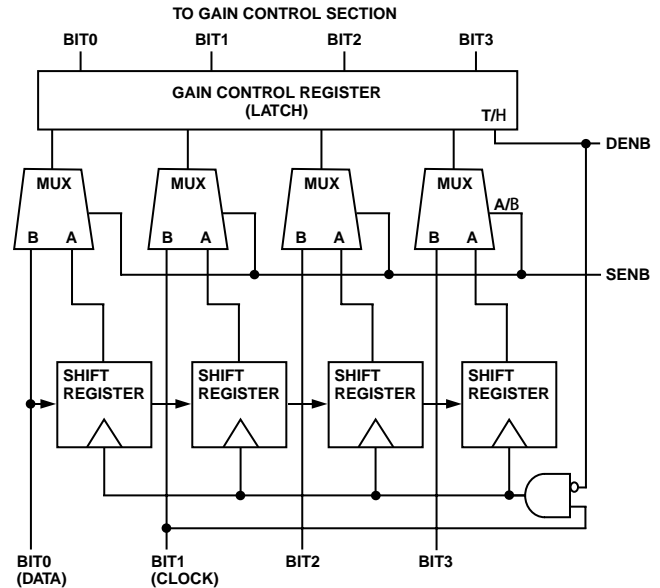 TO GAIN CONTROL SECTION
BIT0 BIT1 BIT2 BIT3
GAIN CONTROL REGISTER
(LATCH)
T/H
DENB
MUX MUX MUX MUX
A/B
B A B A B A B A
SENB
SHIFT REGISTER SHIFT REGISTER SHIFT REGISTER SHIFT REGISTER
BIT0 BIT1 BIT2 BIT3
(DATA) (CLOCK)